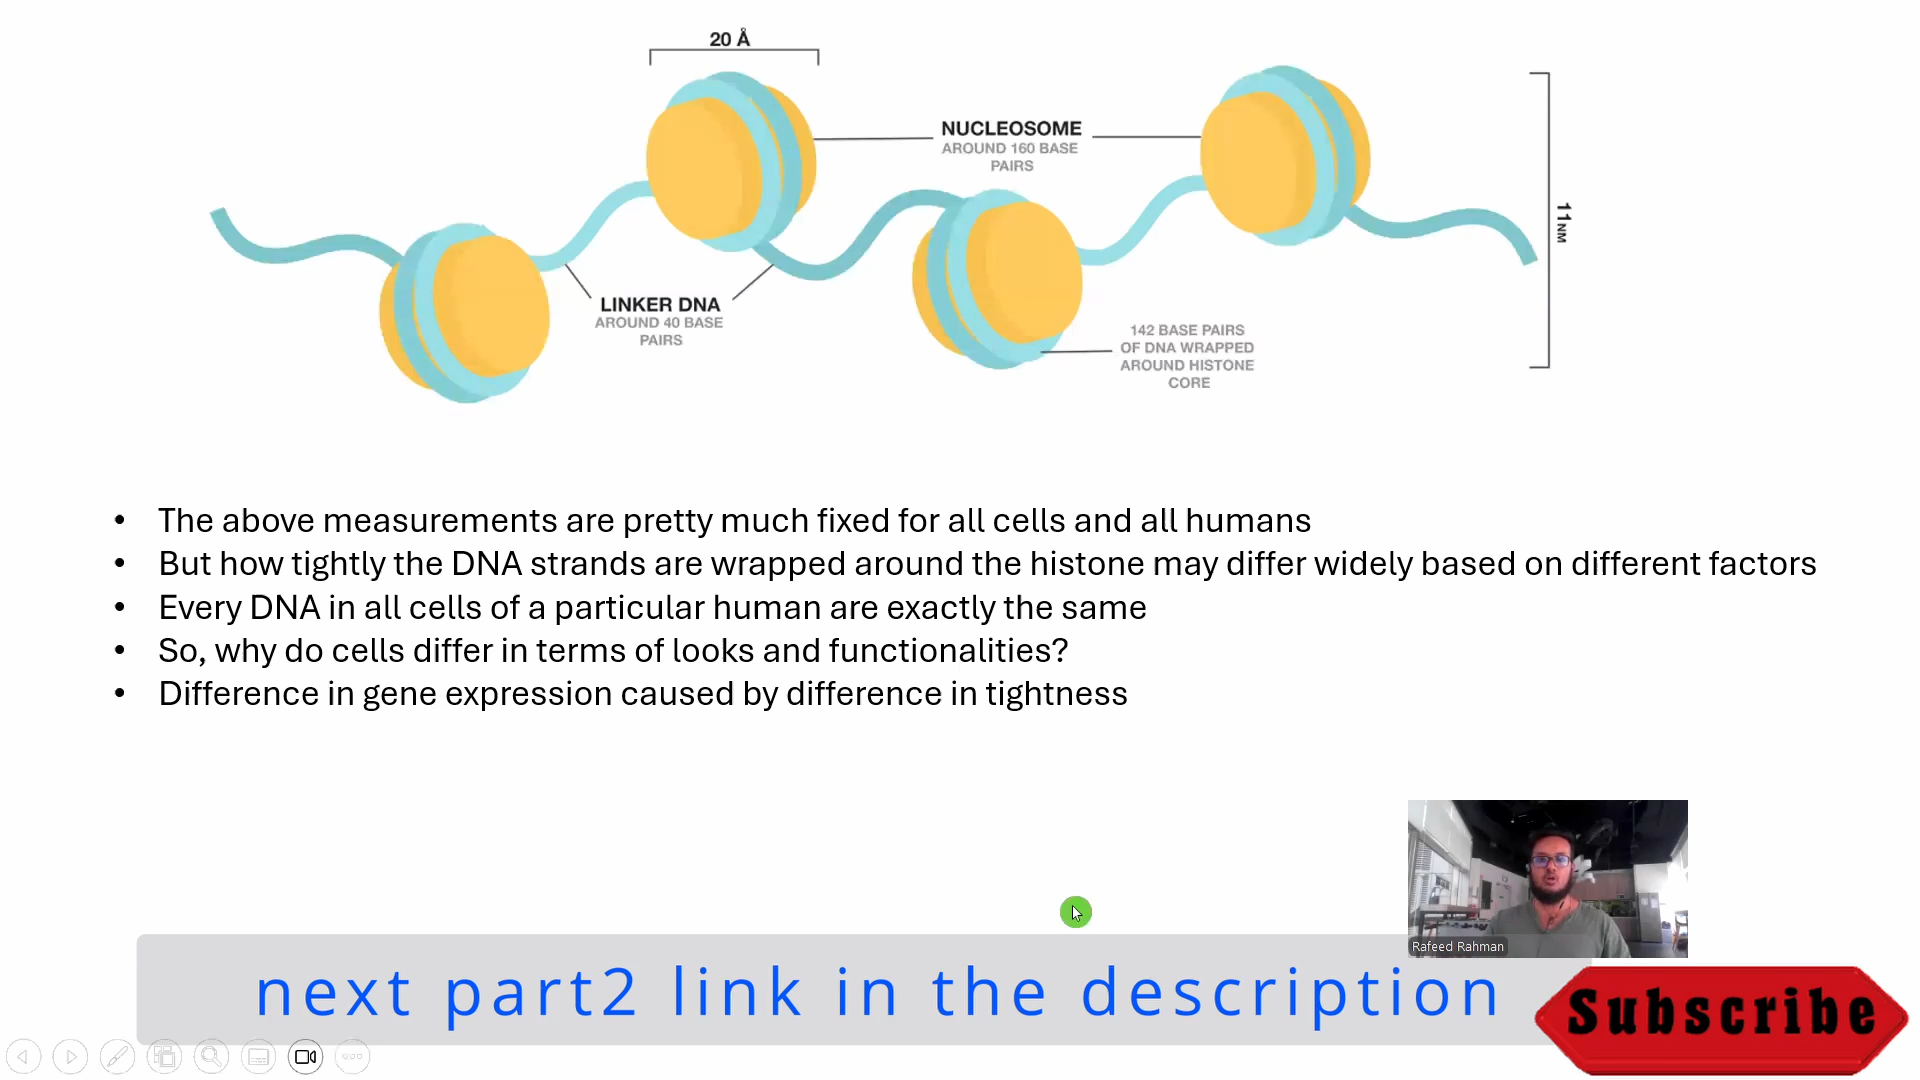 20 Å
NUCLEOSOME
AROUND 160 BASE
PAIRS
11NM
LINKER DNA
AROUND 40 BASE
PAIRS
142 BASE PAIRS
OF DNA WRAPPED
AROUND HISTONE
CORE
• The above measurements are pretty much fixed for all cells and all humans
• But how tightly the DNA strands are wrapped around the histone may differ widely based on different factors
• Every DNA in all cells of a particular human are exactly the same
• So, why do cells differ in terms of looks and functionalities?
• Difference in gene expression caused by difference in tightness
Rafeed Rahman
next part2 link in the description
Subscribe